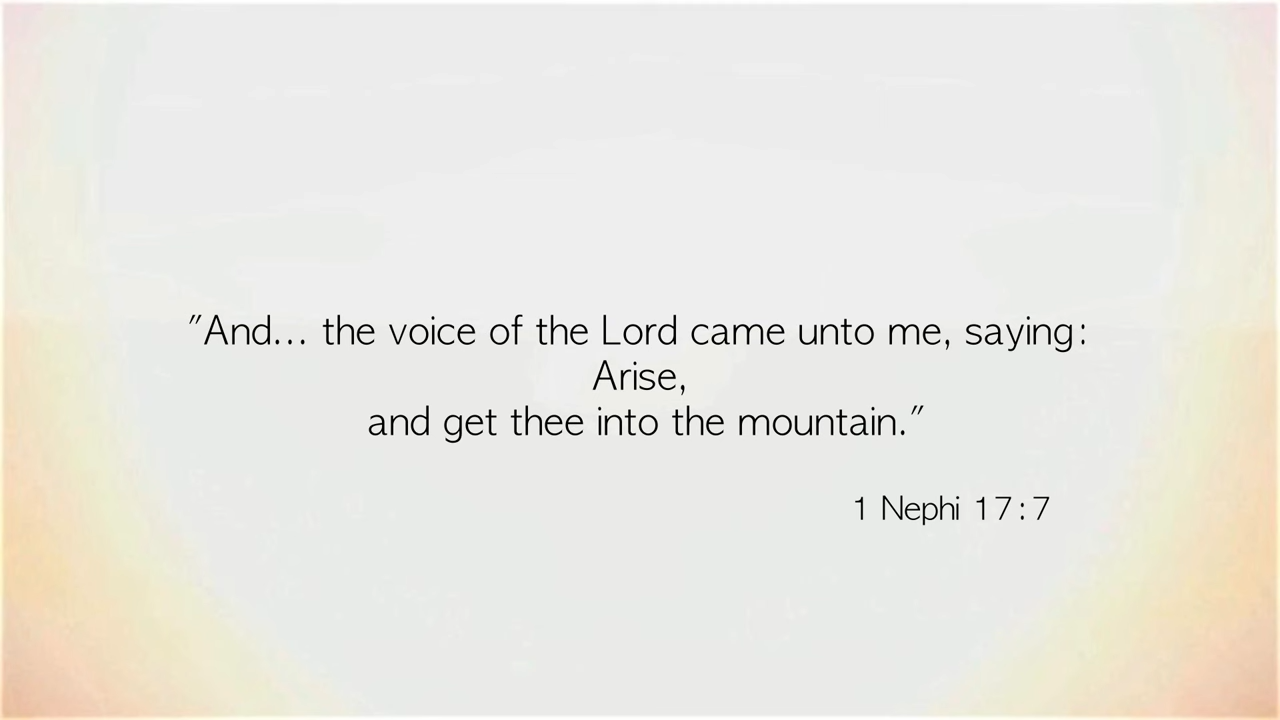 "And... the voice of the Lord came unto me, saying:
Arise,
and get thee into the mountain."
1 Nephi 17:7